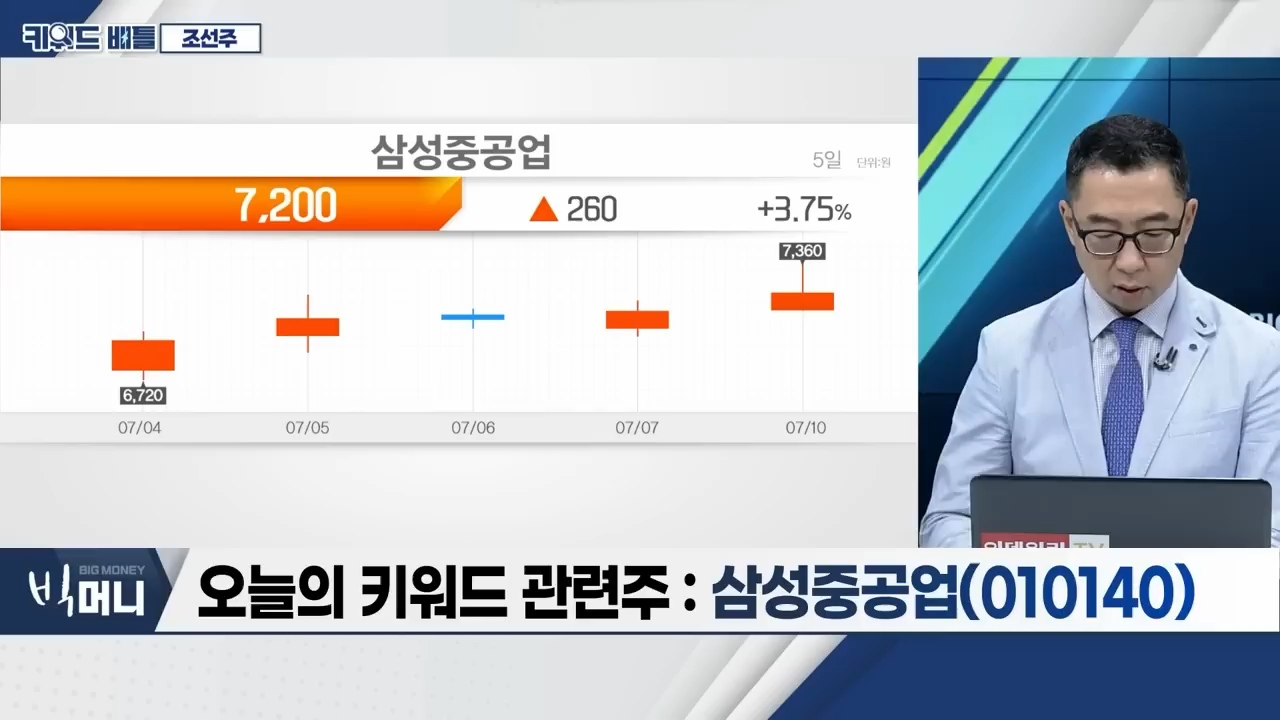 키워드 배틀 조선주
삼성중공업
5일 단위:원
7,200 ▲ 260 +3.75%
7,360
6,720
07/04 07/05 07/06 07/07 07/10
TV
빅머니 BIG MONEY
오늘의 키워드 관련주 : 삼성중공업(010140)